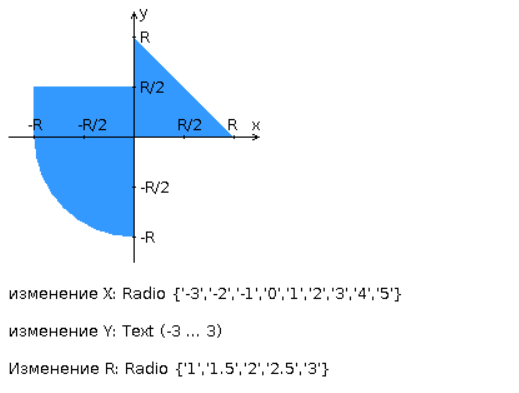 y
R
R/2
-R
-R/2
R/2
R
x
-R/2
-R
изменение X: Radio {'-3','-2','-1','0','1','2','3','4','5'}
изменение Y: Text (-3 ... 3)
Изменение R: Radio {'1','1.5','2','2.5','3'}